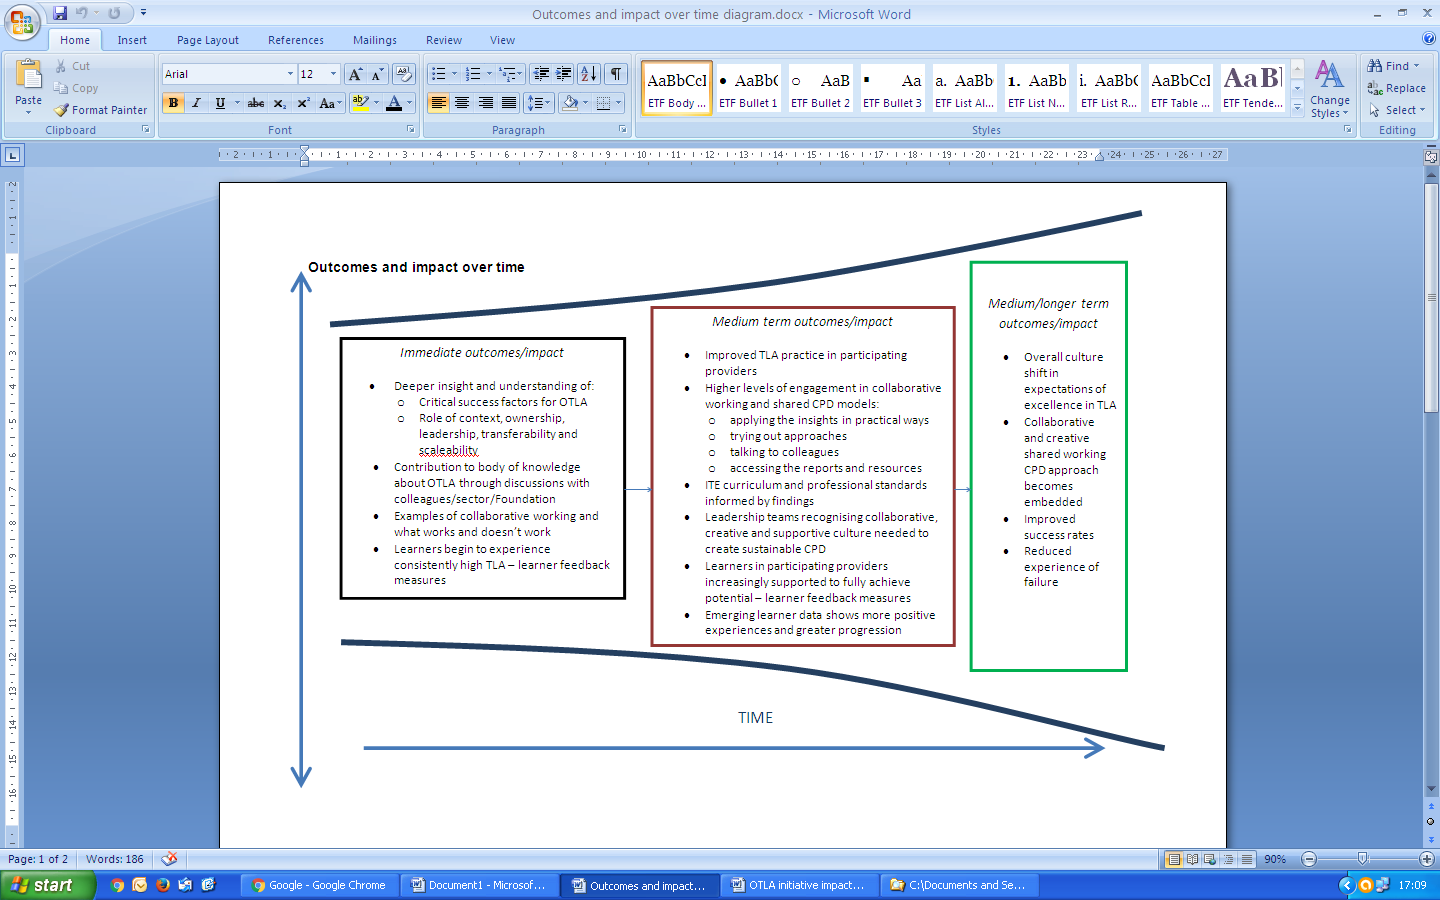 Outcomes and impact over time diagram.docx - Microsoft Word
Home Insert Page Layout References Mailings Review View
Paste
Cut
Copy
Format Painter
Clipboard
Arial 12
B I U abc x₂ x² Aa
Font
Paragraph
AaBbCcI AaBbC AaB Aa a. AaBb 1. AaBb i. AaBbC AaBbCcI AaB
ETF Body ... ETF Bullet 1 ETF Bullet 2 ETF Bullet 3 ETF List Al... ETF List N... ETF List R... ETF Table ... ETF Tende...
Styles
Change
Styles
Find
Replace
Select
Editing
Outcomes and impact over time
Immediate outcomes/impact
• Deeper insight and understanding of:
o Critical success factors for OTLA
o Role of context, ownership,
leadership, transferability and
scaleability
• Contribution to body of knowledge
about OTLA through discussions with
colleagues/sector/Foundation
• Examples of collaborative working and
what works and doesn't work
• Learners begin to experience
consistently high TLA – learner feedback
measures
Medium term outcomes/impact
• Improved TLA practice in participating
providers
• Higher levels of engagement in collaborative
working and shared CPD models:
o applying the insights in practical ways
o trying out approaches
o talking to colleagues
o accessing the reports and resources
• ITE curriculum and professional standards
informed by findings
• Leadership teams recognising collaborative,
creative and supportive culture needed to
create sustainable CPD
• Learners in participating providers
increasingly supported to fully achieve
potential – learner feedback measures
• Emerging learner data shows more positive
experiences and greater progression
Medium/longer term
outcomes/impact
• Overall culture
shift in
expectations of
excellence in TLA
• Collaborative
and creative
shared working
CPD approach
becomes
embedded
• Improved
success rates
• Reduced
experience of
failure
TIME
Page: 1 of 2 Words: 186 90%
start
Google - Google Chrome
Document1 - Microsof...
Outcomes and impact...
OTLA initiative impact...
C:\Documents and Se...
17:09